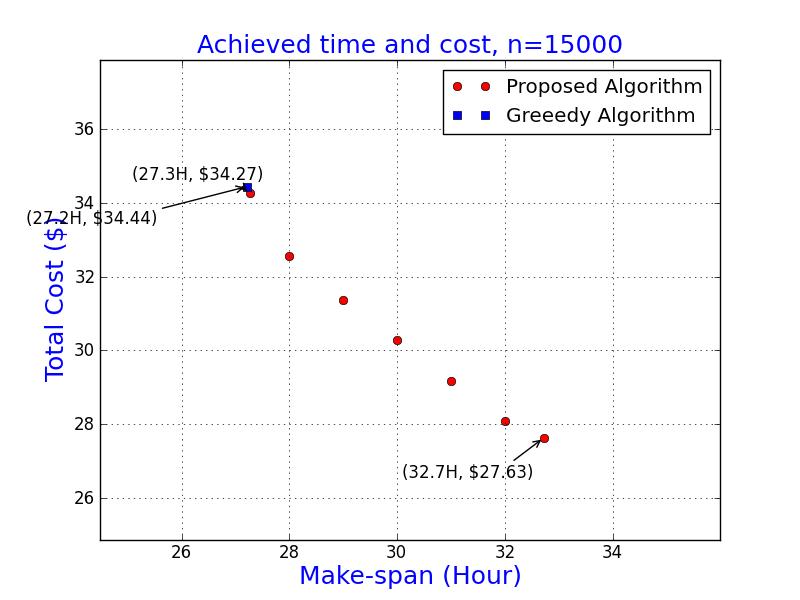 Achieved time and cost, n=15000
Proposed Algorithm
Greeedy Algorithm
36
34
32
30
28
26
(27.3H, $34.27)
(27.2H, $34.44)
(32.7H, $27.63)
Total Cost ($)
26 28 30 32 34
Make-span (Hour)